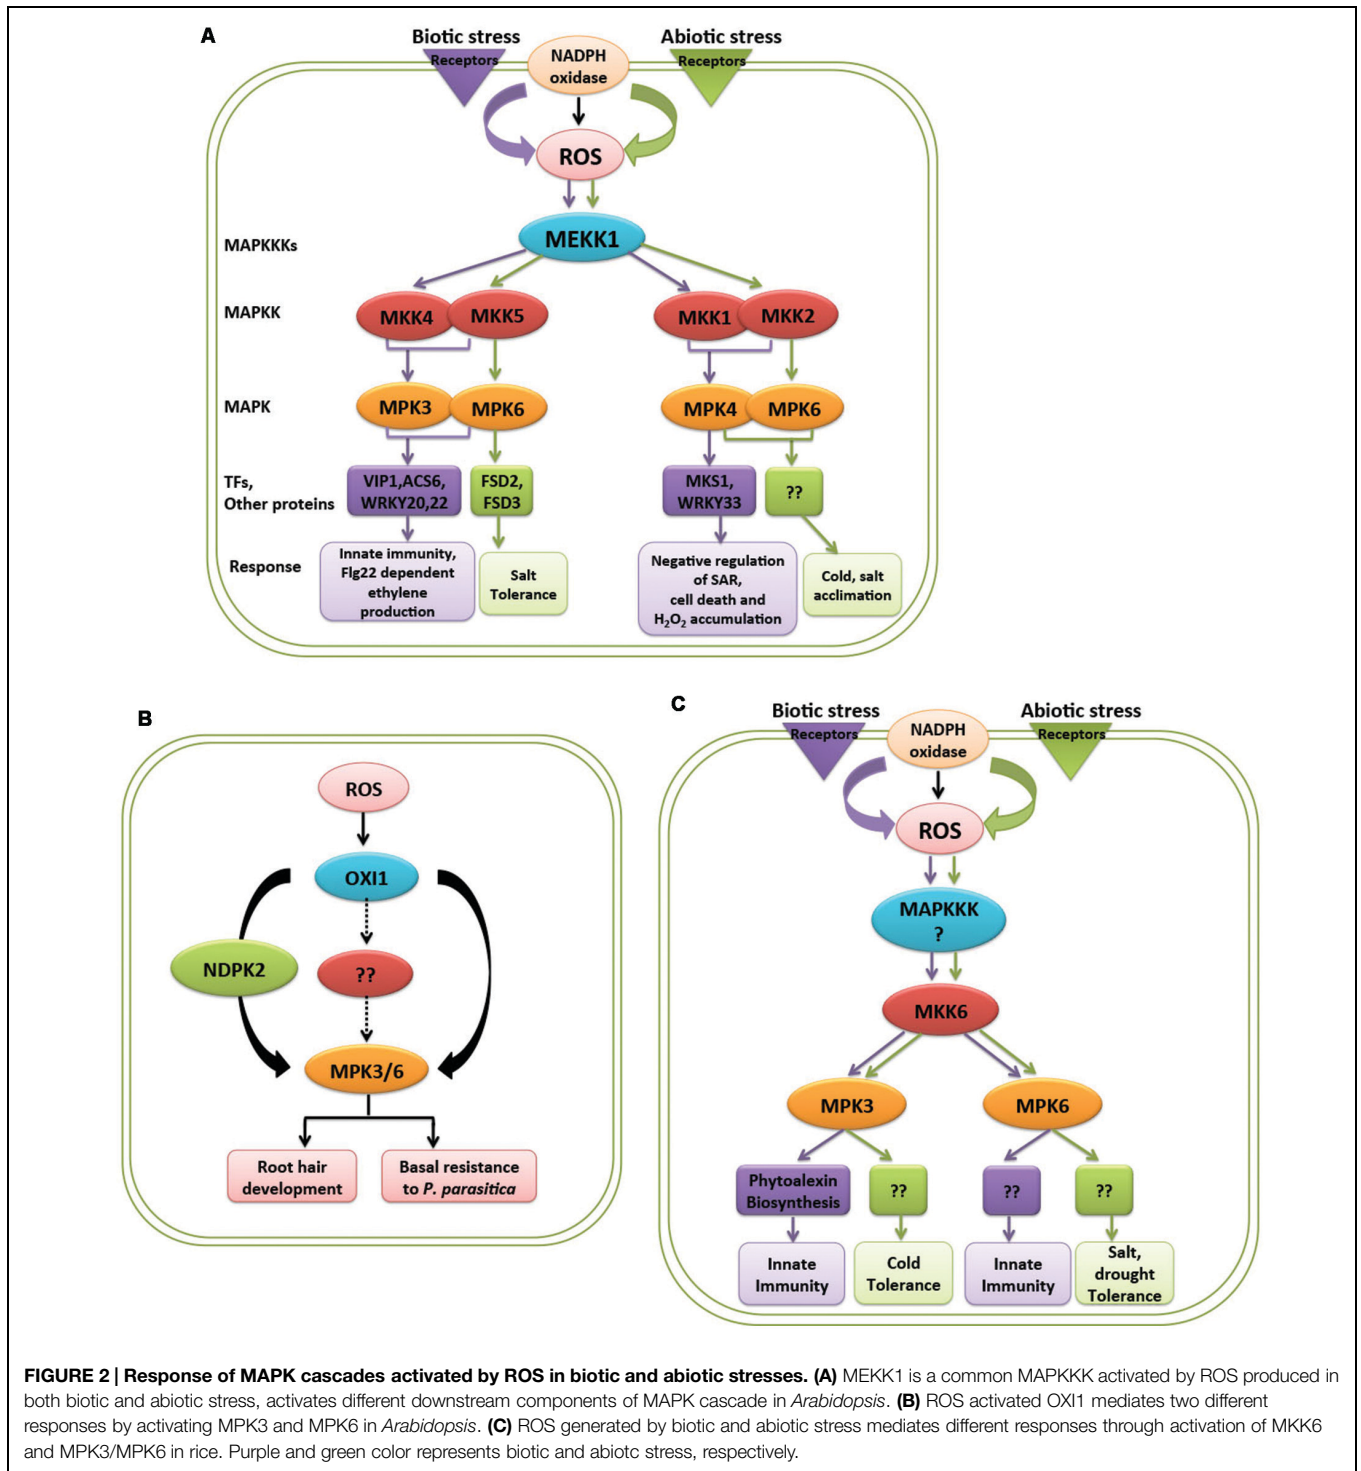 A
Biotic stress
Abiotic stress
Receptors
NADPH
oxidase
Receptors
ROS
MAPKKKs
MEKK1
MAPKK
MKK4
MKK5
MKK1
MKK2
MAPK
MPK3
MPK6
MPK4
MPK6
TFs,
Other proteins
VIP1,ACS6,
WRKY20,22
FSD2,
FSD3
MKS1,
WRKY33
??
Response
Innate immunity,
Flg22 dependent
ethylene
production
Salt
Tolerance
Negative regulation
of SAR,
cell death and
H₂O₂ accumulation
Cold, salt
acclimation
B
ROS
OXI1
NDPK2
??
MPK3/6
Root hair
development
Basal resistance
to P. parasitica
C
Biotic stress
Abiotic stress
Receptors
NADPH
oxidase
Receptors
ROS
MAPKKK
?
MKK6
MPK3
MPK6
Phytoalexin
Biosynthesis
??
??
??
Innate
Immunity
Cold
Tolerance
Innate
Immunity
Salt,
drought
Tolerance
FIGURE 2 | Response of MAPK cascades activated by ROS in biotic and abiotic stresses. (A) MEKK1 is a common MAPKKK activated by ROS produced in
both biotic and abiotic stress, activates different downstream components of MAPK cascade in Arabidopsis. (B) ROS activated OXI1 mediates two different
responses by activating MPK3 and MPK6 in Arabidopsis. (C) ROS generated by biotic and abiotic stress mediates different responses through activation of MKK6
and MPK3/MPK6 in rice. Purple and green color represents biotic and abiotc stress, respectively.